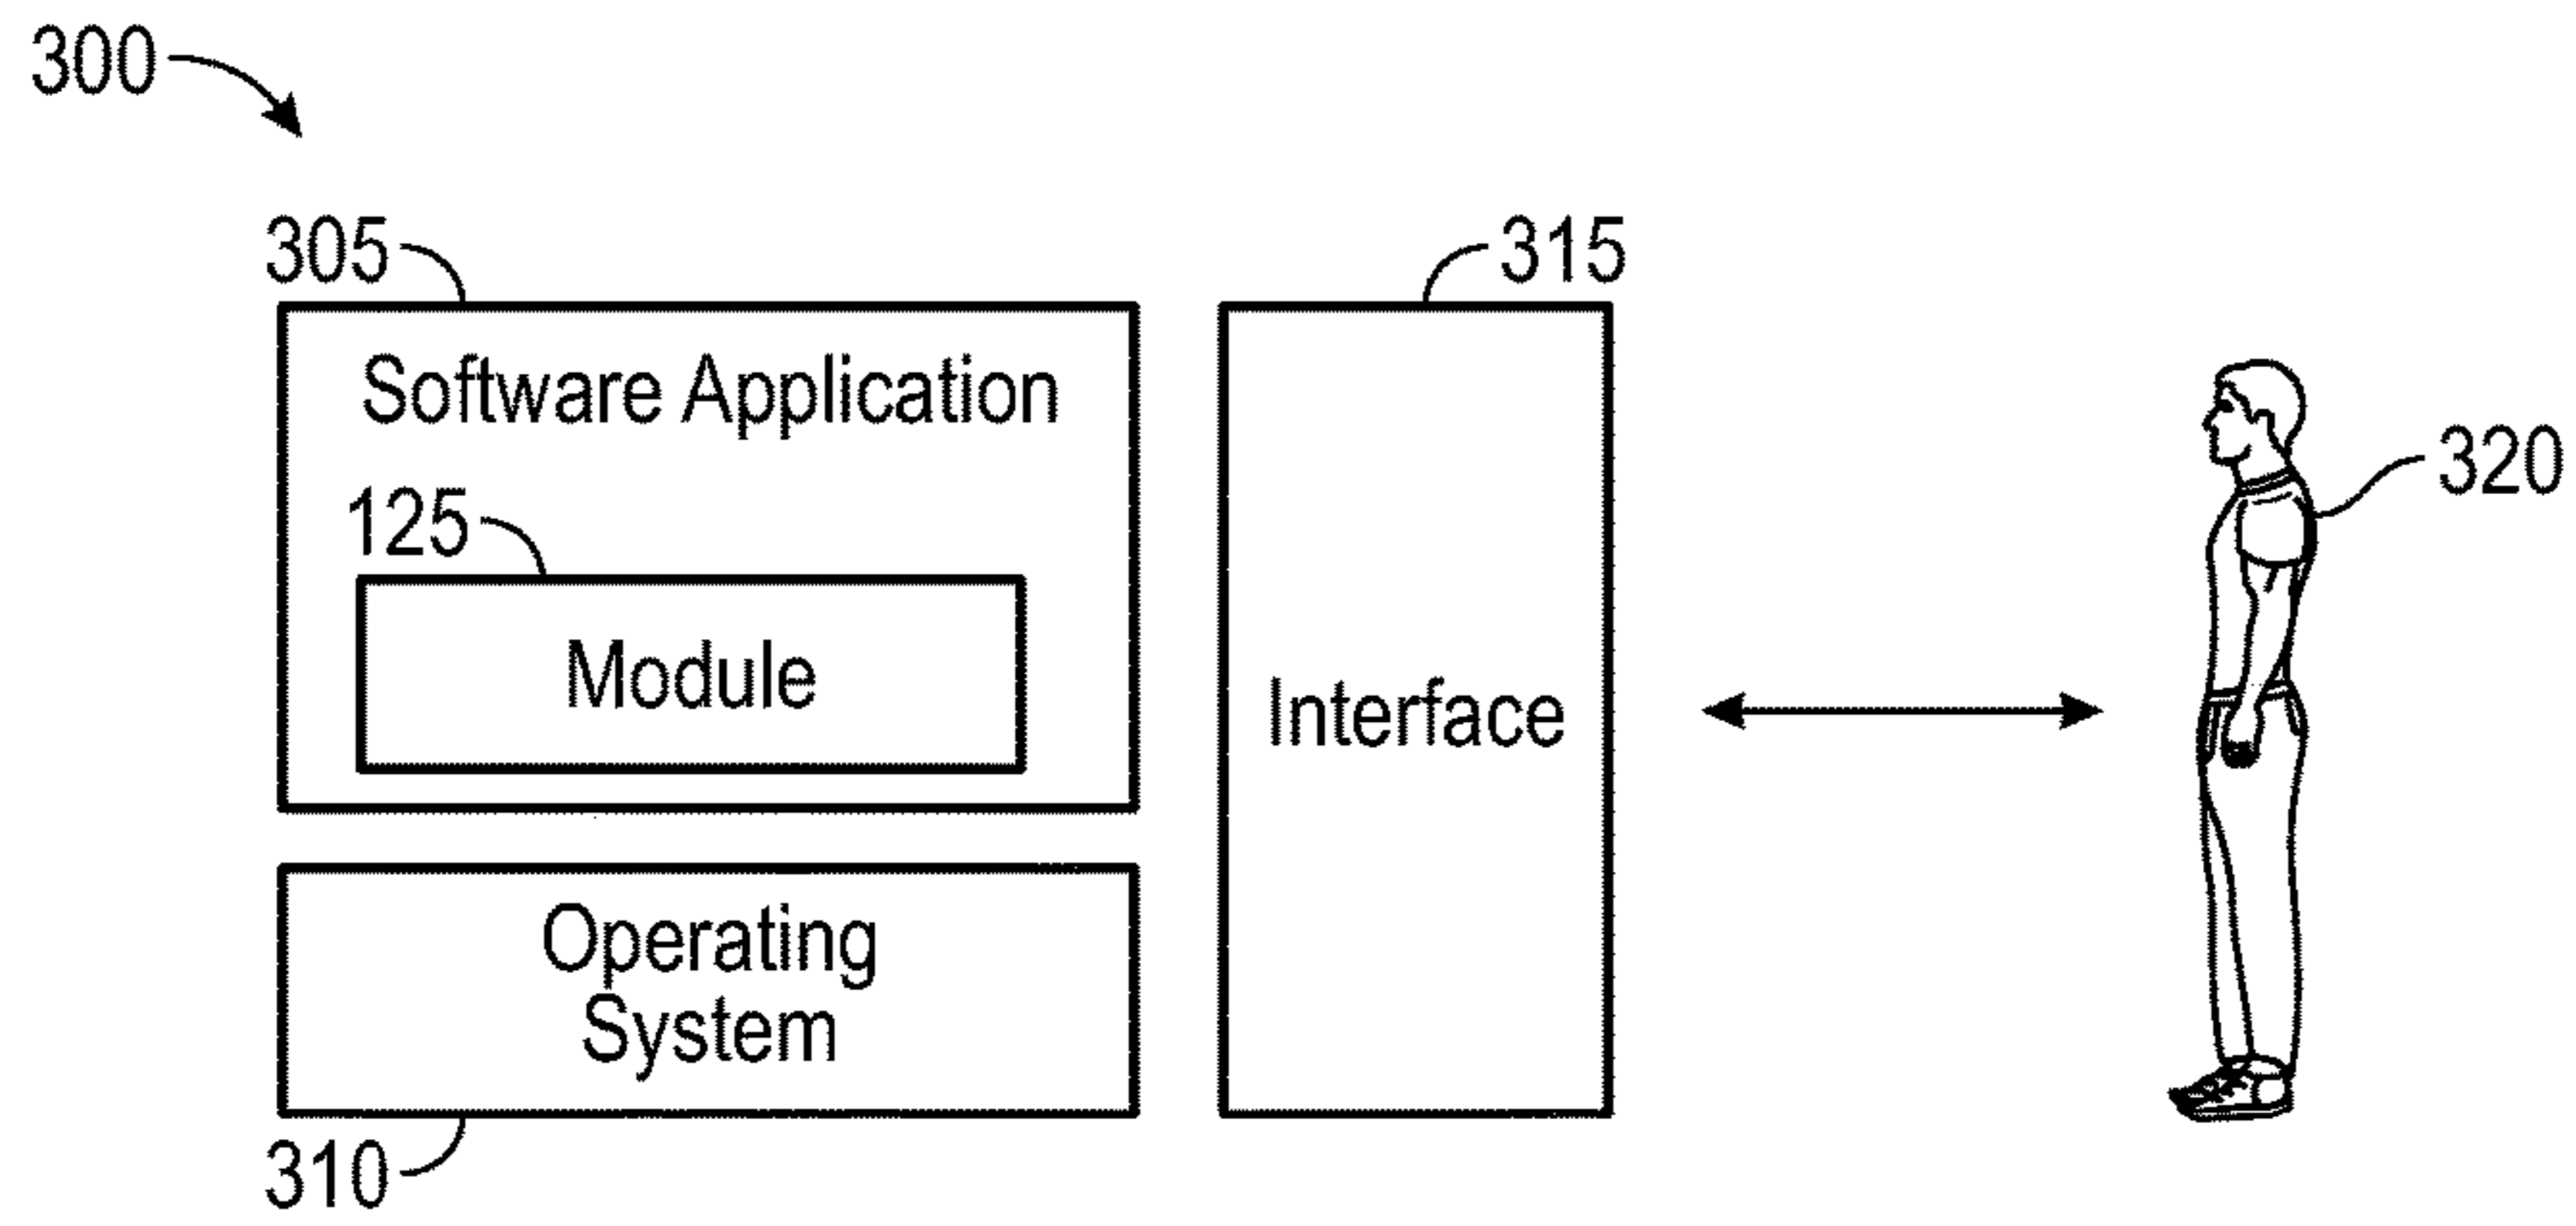 300
305
315
Software Application
320
125
Module
Interface
Operating
System
310